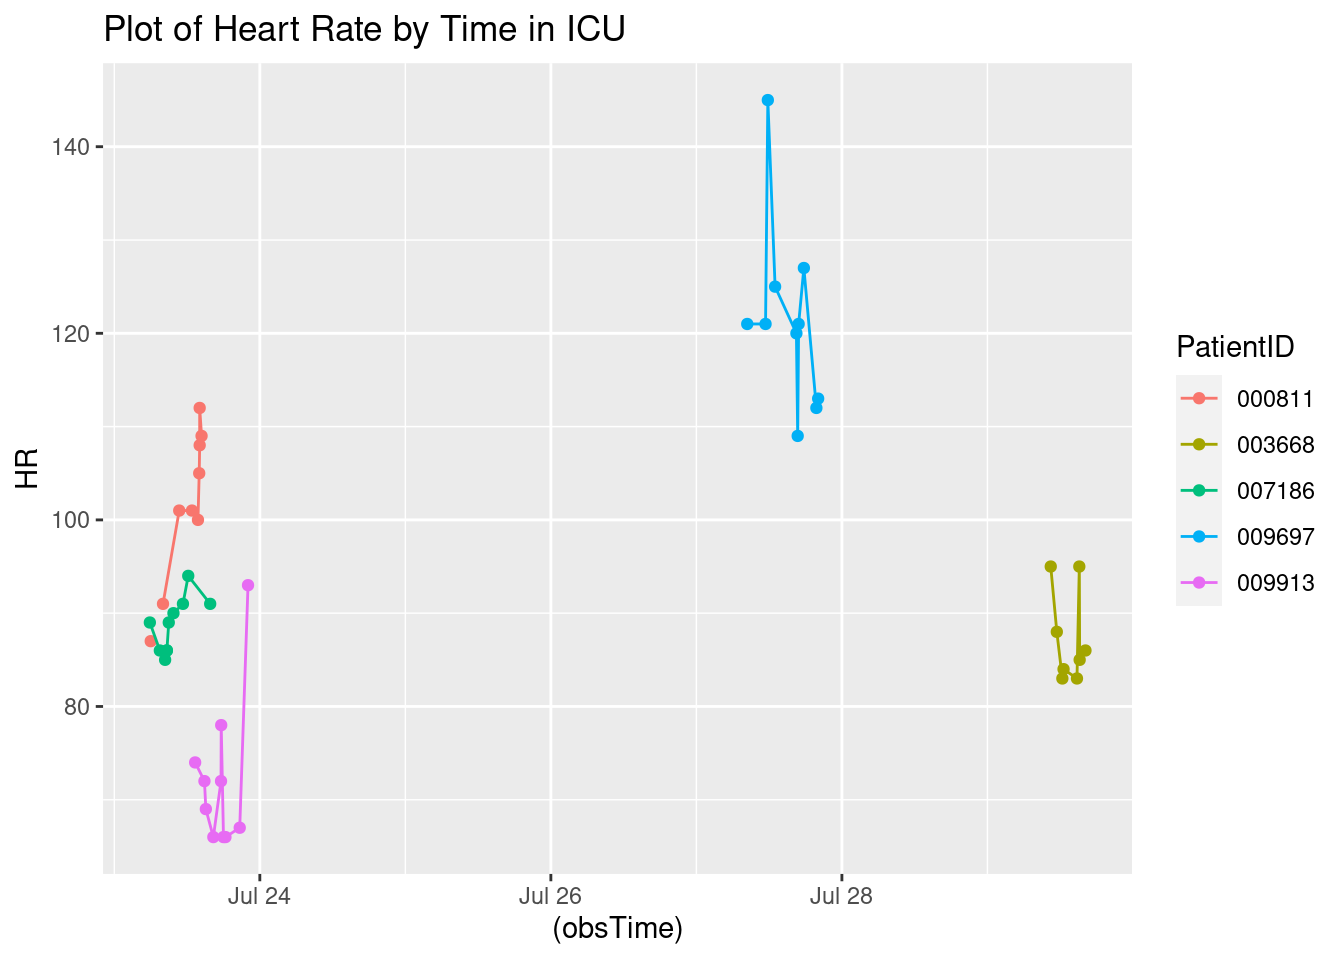 Plot of Heart Rate by Time in ICU
HR
140
120
100
80
Jul 24
Jul 26
Jul 28
(obsTime)
PatientID
000811
003668
007186
009697
009913